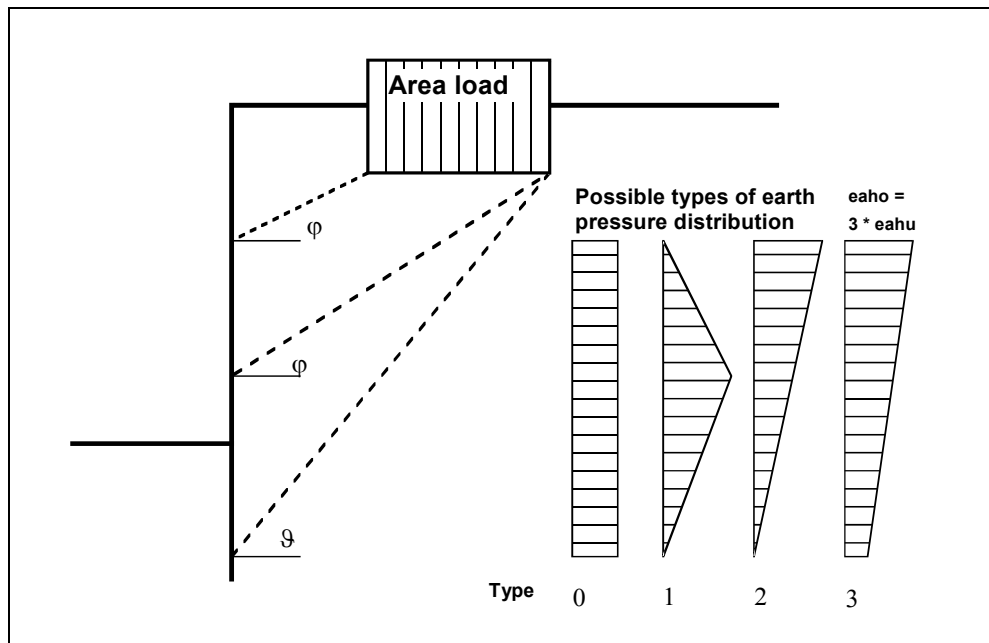 Area load
φ
φ
ϑ
Possible types of earth
pressure distribution
eaho =
3 * eahu
Type 0 1 2 3